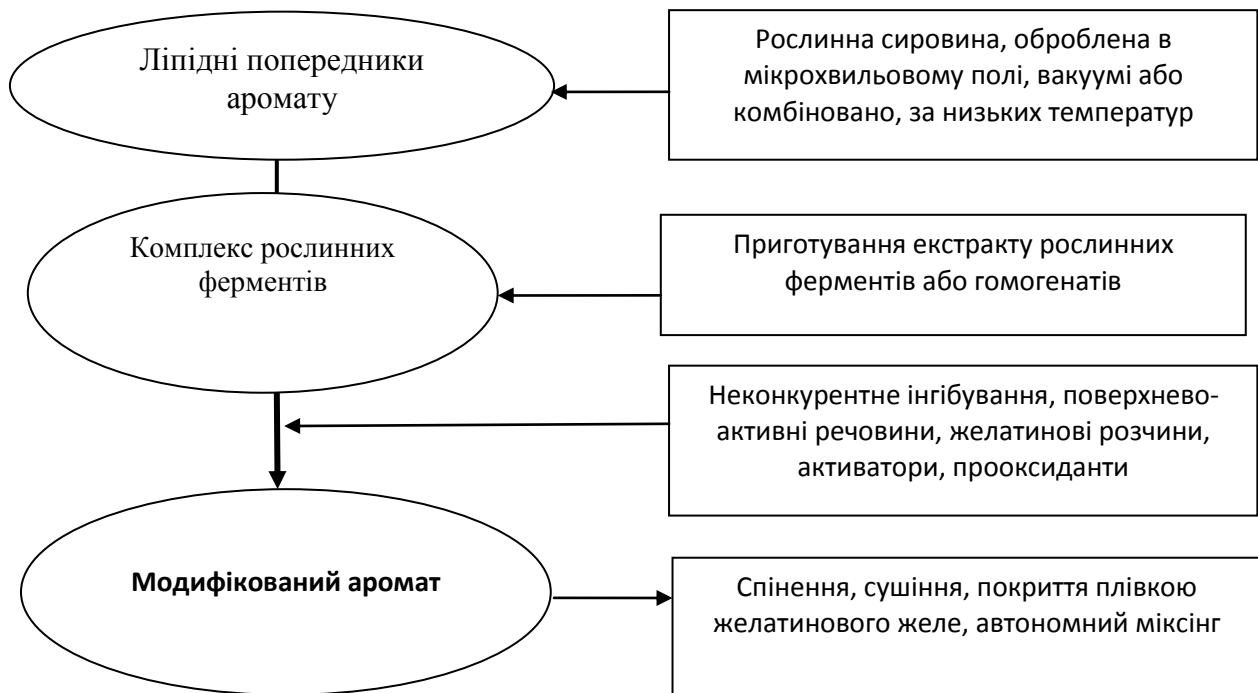 Ліпідні попередники
аромату
Рослинна сировина, оброблена в
мікрохвильовому полі, вакуумі або
комбіновано, за низьких температур
Комплекс рослинних
ферментів
Приготування екстракту рослинних
ферментів або гомогенатів
Неконкурентне інгібування, поверхнево-
активні речовини, желатинові розчини,
активатори, прооксиданти
Модифікований аромат
Спінення, сушіння, покриття плівкою
желатинового желе, автономний міксінг